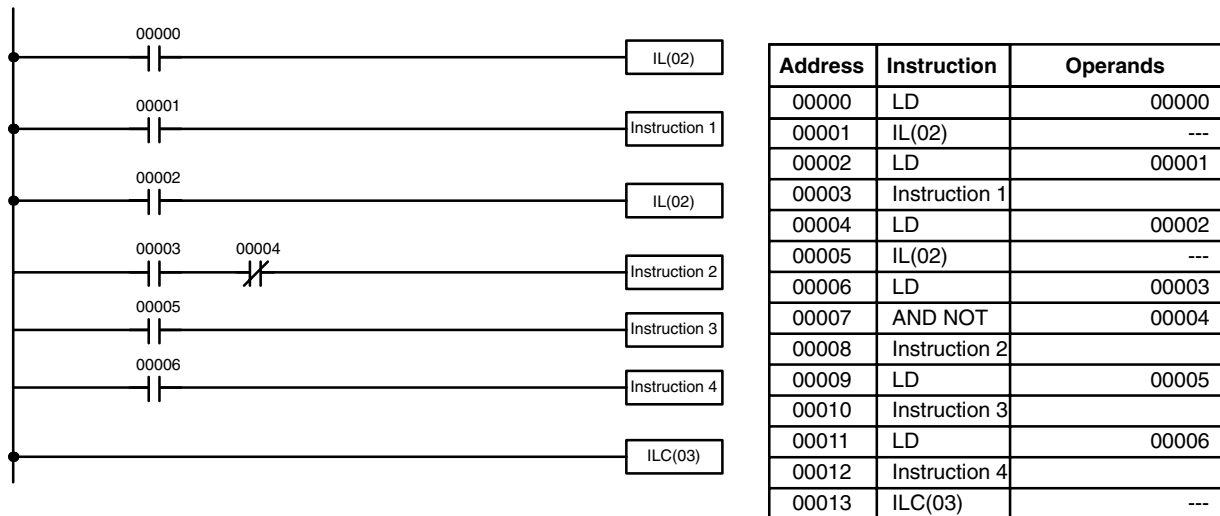 00000
IL(02)
00001
Instruction 1
00002
IL(02)
00003 00004
Instruction 2
00005
Instruction 3
00006
Instruction 4
ILC(03)
Address Instruction Operands
00000 LD 00000
00001 IL(02) ---
00002 LD 00001
00003 Instruction 1
00004 LD 00002
00005 IL(02) ---
00006 LD 00003
00007 AND NOT 00004
00008 Instruction 2
00009 LD 00005
00010 Instruction 3
00011 LD 00006
00012 Instruction 4
00013 ILC(03) ---